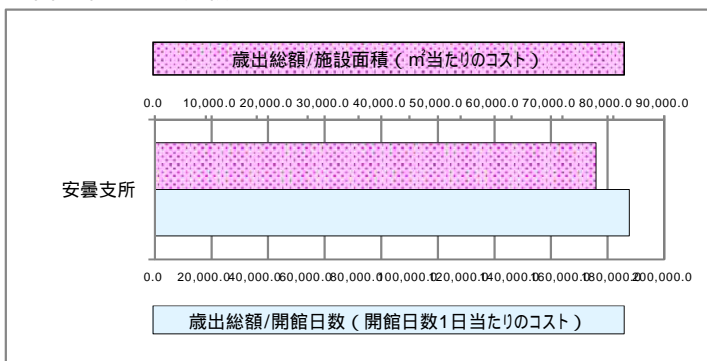 歳出総額/施設面積（㎡当たりのコスト）
0.0 10,000.0 20,000.0 30,000.0 40,000.0 50,000.0 60,000.0 70,000.0 80,000.0 90,000.0
安曇支所
0.0 20,000.0 40,000.0 60,000.0 80,000.0 100,000.0 120,000.0 140,000.0 160,000.0 180,000.0 200,000.0
歳出総額/開館日数（開館日数1日当たりのコスト）